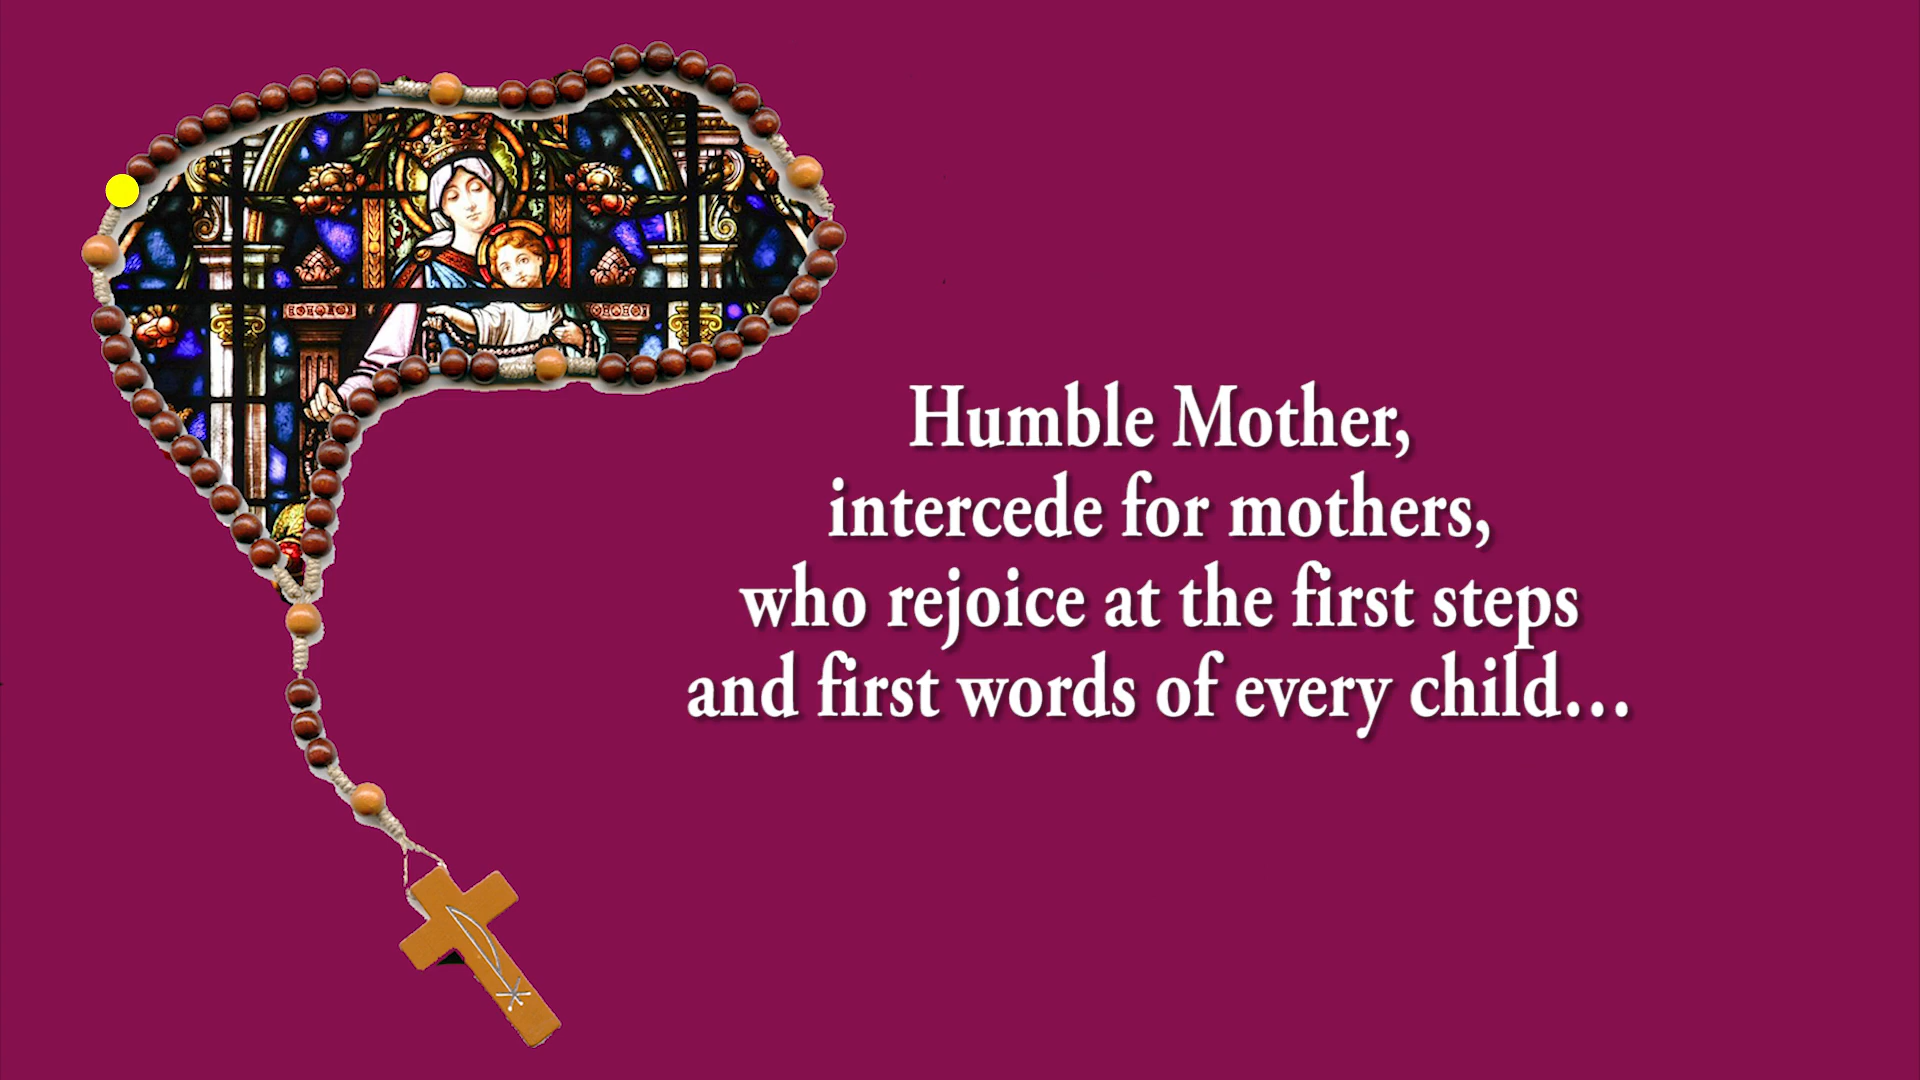 Humble Mother,
intercede for mothers,
who rejoice at the first steps
and first words of every child...